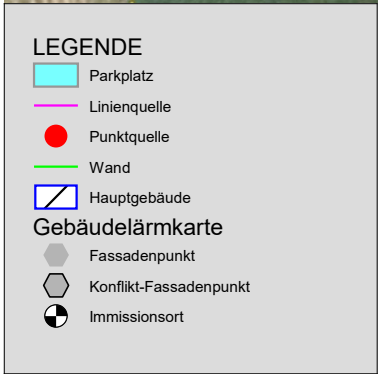 LEGENDE
Parkplatz
Linienquelle
Punktquelle
Wand
Hauptgebäude
Gebäudelärmkarte
Fassadenpunkt
Konflikt-Fassadenpunkt
Immissionsort